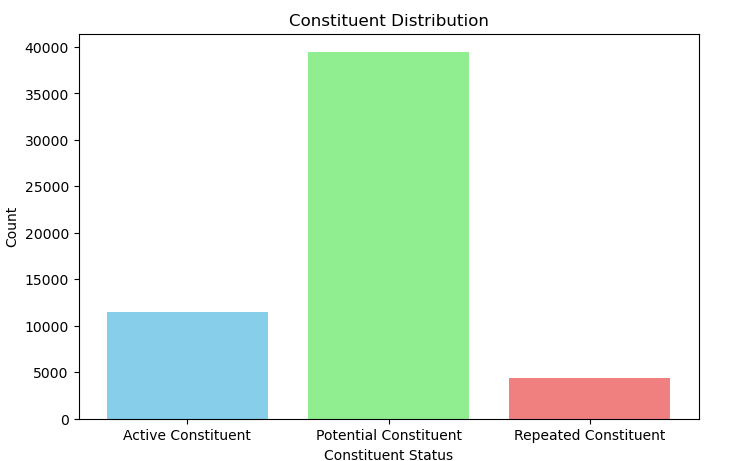 Constituent Distribution
40000
35000
30000
25000
20000
15000
10000
5000
0
Count
Active Constituent
Potential Constituent
Repeated Constituent
Constituent Status